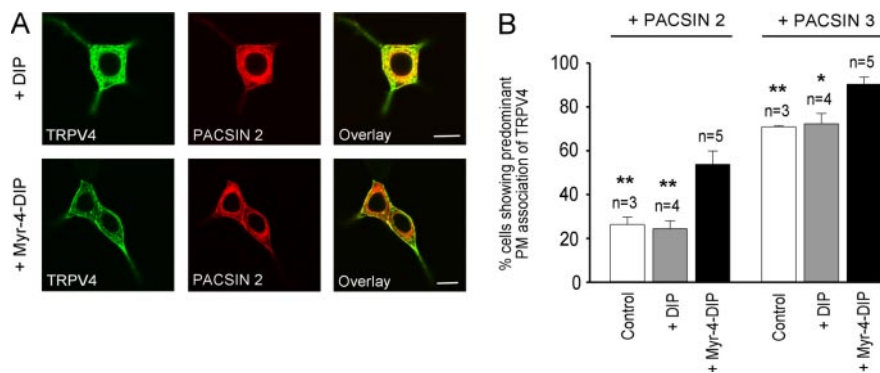 A
+ DIP
TRPV4
PACSIN 2
Overlay
+ Myr-4-DIP
TRPV4
PACSIN 2
Overlay
B
+ PACSIN 2
+ PACSIN 3
% cells showing predominant
PM association of TRPV4
100
80
60
40
20
0
**
n=3
**
n=4
n=5
**
n=3
*
n=4
n=5
Control
+ DIP
+ Myr-4-DIP
Control
+ DIP
+ Myr-4-DIP